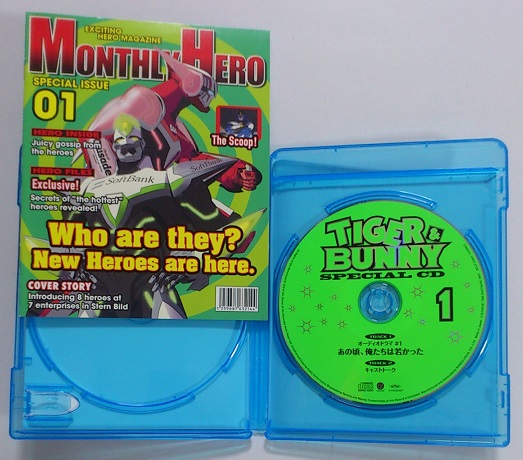 EXCITING
HERO MAGAZINE
MONTHLY HERO
SPECIAL ISSUE
01
HERO INSIDE
Juicy gossip from
the heroes
HERO FILES
Exclusive!
Secrets of "the hottest"
heroes revealed!
The Scoop!
SoftBank
Who are they?
New Heroes are here.
COVER STORY
Introducing 8 heroes at
7 enterprises in Stern Bild
TIGER &
BUNNY
SPECIAL CD
1
TRACK 1
オーディオドラマ #1
あの頃、俺たちは若かった
TRACK 2
キャストトーク